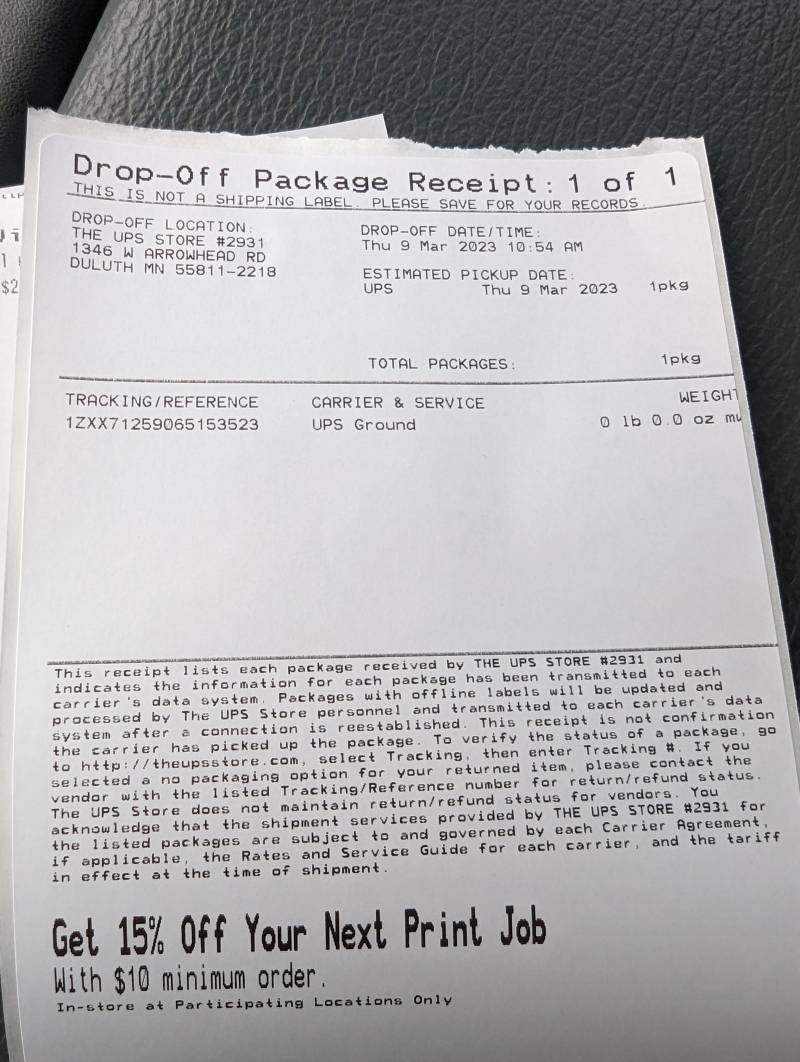 Drop-Off Package Receipt: 1 of 1
THIS IS NOT A SHIPPING LABEL. PLEASE SAVE FOR YOUR RECORDS.
DROP-OFF LOCATION:
THE UPS STORE #2931
1346 W ARROWHEAD RD
DULUTH MN 55811-2218
DROP-OFF DATE/TIME:
Thu 9 Mar 2023 10:54 AM
ESTIMATED PICKUP DATE:
UPS Thu 9 Mar 2023 1pkg
TOTAL PACKAGES: 1pkg
TRACKING/REFERENCE CARRIER & SERVICE WEIGHT
1ZXX71259065153523 UPS Ground 0 lb 0.0 oz
This receipt lists each package received by THE UPS STORE #2931 and
indicates the information for each package has been transmitted to each
carrier's data system. Packages with offline labels will be updated and
processed by The UPS Store personnel and transmitted to each carrier's data
system after a connection is reestablished. This receipt is not confirmation
the carrier has picked up the package. To verify the status of a package, go
to http://theupsstore.com, select Tracking, then enter Tracking #. If you
selected a no packaging option for your returned item, please contact the
vendor with the listed Tracking/Reference number for return/refund status.
The UPS Store does not maintain return/refund status for vendors. You
acknowledge that the shipment services provided by THE UPS STORE #2931 for
the listed packages are subject to and governed by each Carrier Agreement,
if applicable, the Rates and Service Guide for each carrier, and the tariff
in effect at the time of shipment.
Get 15% Off Your Next Print Job
With $10 minimum order.
In-store at Participating Locations Only